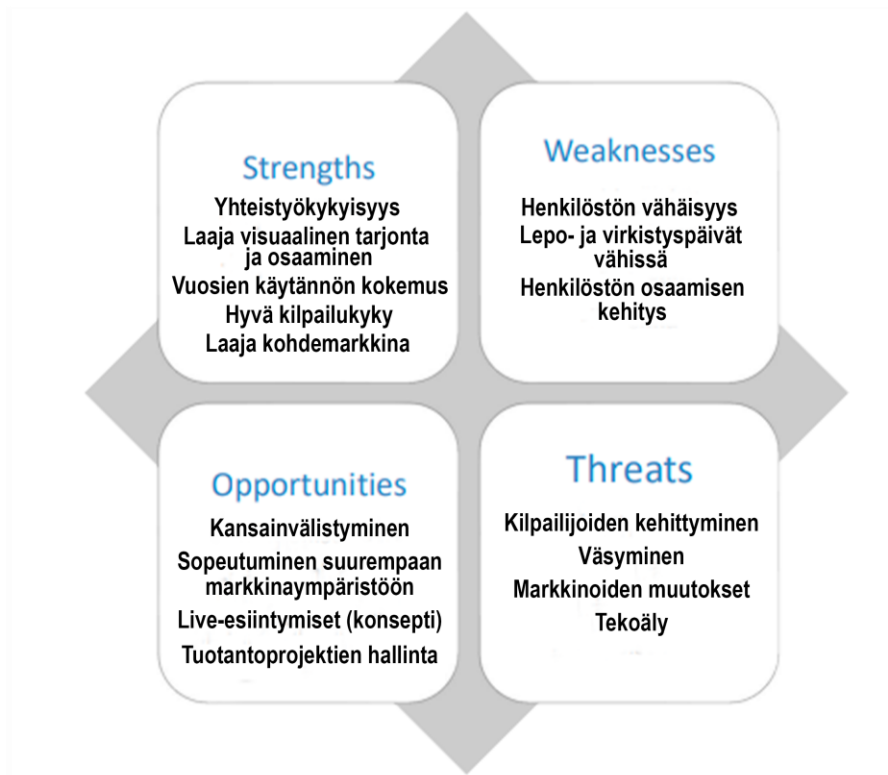 Strengths
Yhteistyökykyisyys
Laaja visuaalinen tarjonta
ja osaaminen
Vuosien käytännön kokemus
Hyvä kilpailukyky
Laaja kohdemarkkina
Weaknesses
Henkilöstön vähäisyys
Lepo- ja virkistyspäivät
vähissä
Henkilöstön osaamisen
kehitys
Opportunities
Kansainvälistyminen
Sopeutuminen suurempaan
markkinaympäristöön
Live-esiintymiset (konsepti)
Tuotantoprojektien hallinta
Threats
Kilpailijoiden kehittyminen
Väsyminen
Markkinoiden muutokset
Tekoäly